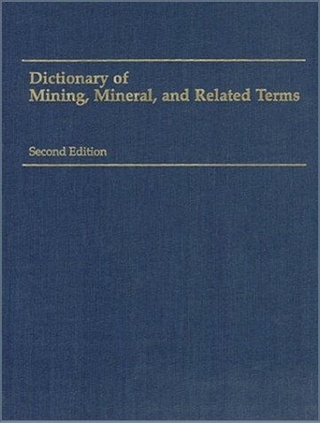 Dictionary of
Mining, Mineral, and Related Terms
Second Edition